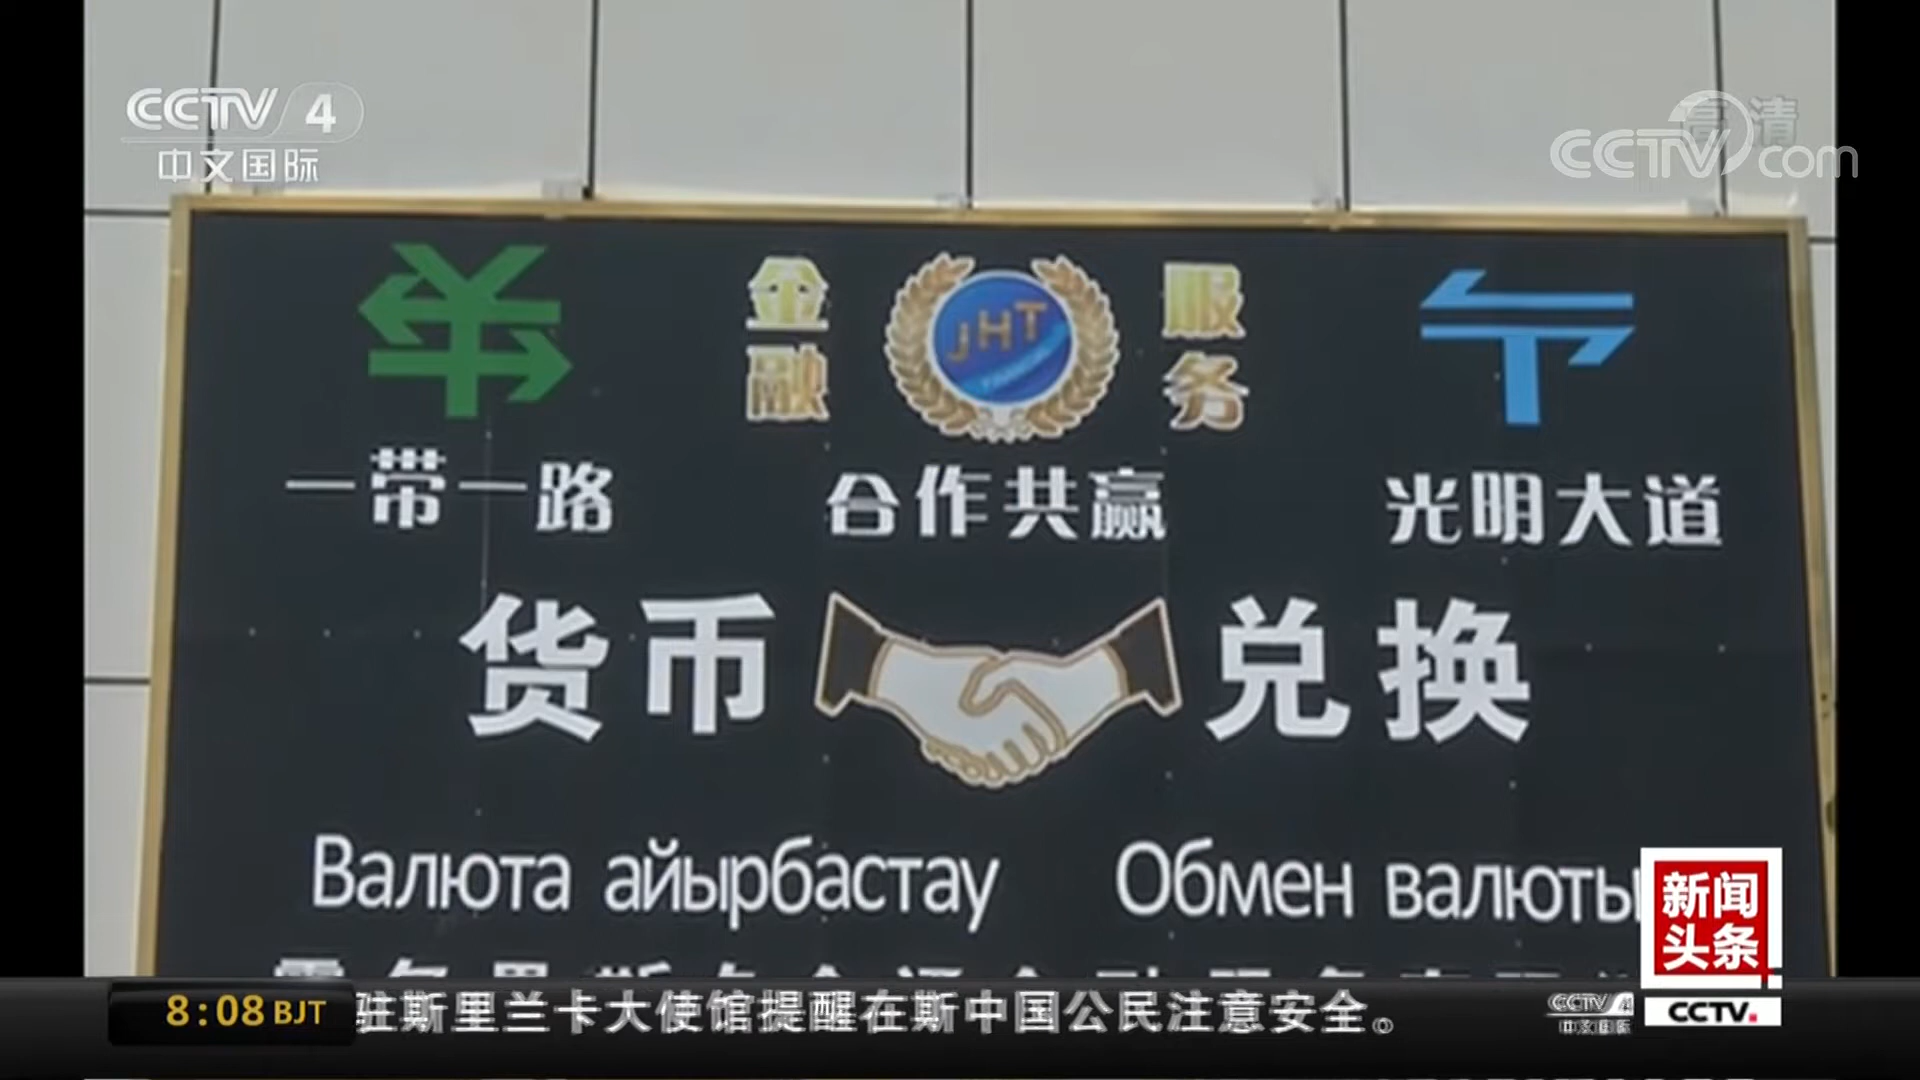 CCTV 4
中文国际
高清
CCTV.com
金融 JHT 服务
一带一路 合作共赢 光明大道
货币 兑换
Валюта айырбастау Обмен валюты
新闻
头条
8:08 BJT 驻斯里兰卡大使馆提醒在斯中国公民注意安全。
CCTV 4
中文国际
CCTV.